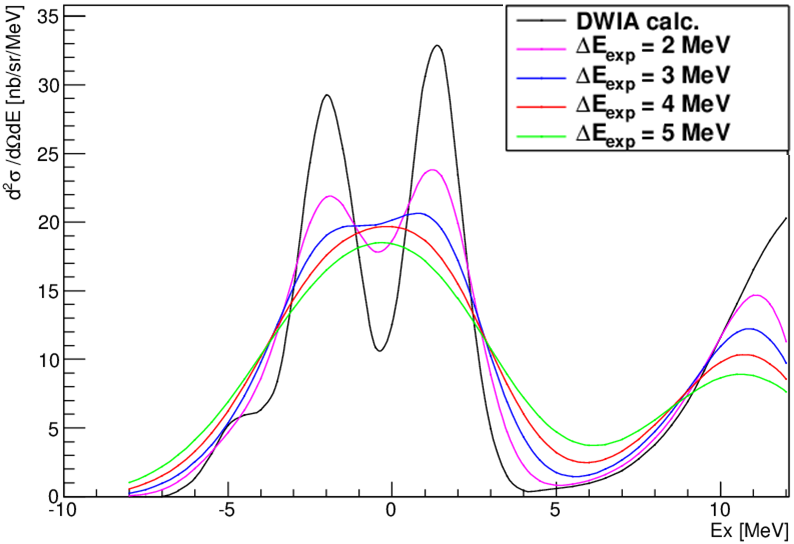 DWIA calc.
ΔE_exp = 2 MeV
ΔE_exp = 3 MeV
ΔE_exp = 4 MeV
ΔE_exp = 5 MeV
d²σ/dΩdE [nb/sr/MeV]
35
30
25
20
15
10
5
0
-10 -5 0 5 10
Ex [MeV]